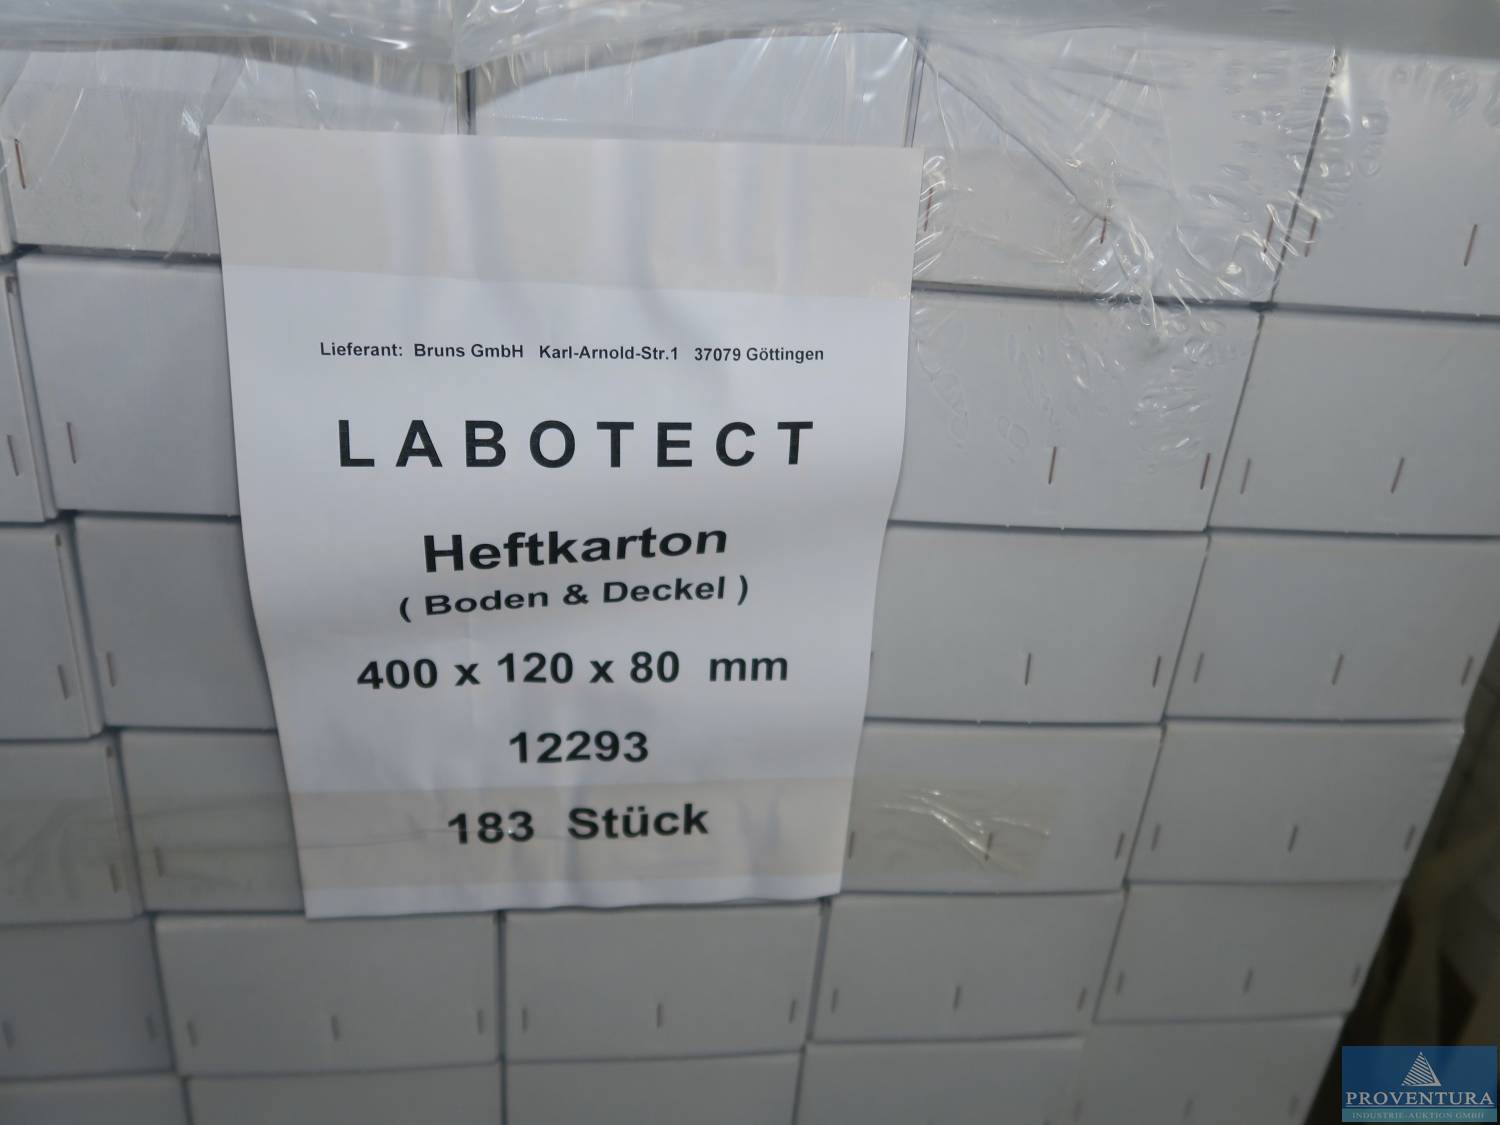 Lieferant: Bruns GmbH Karl-Arnold-Str.1 37079 Göttingen
LABOTECT
Heftkarton
( Boden & Deckel )
400 x 120 x 80 mm
12293
183 Stück
PROVENTURA
INDUSTRIE-AUKTION GMBH